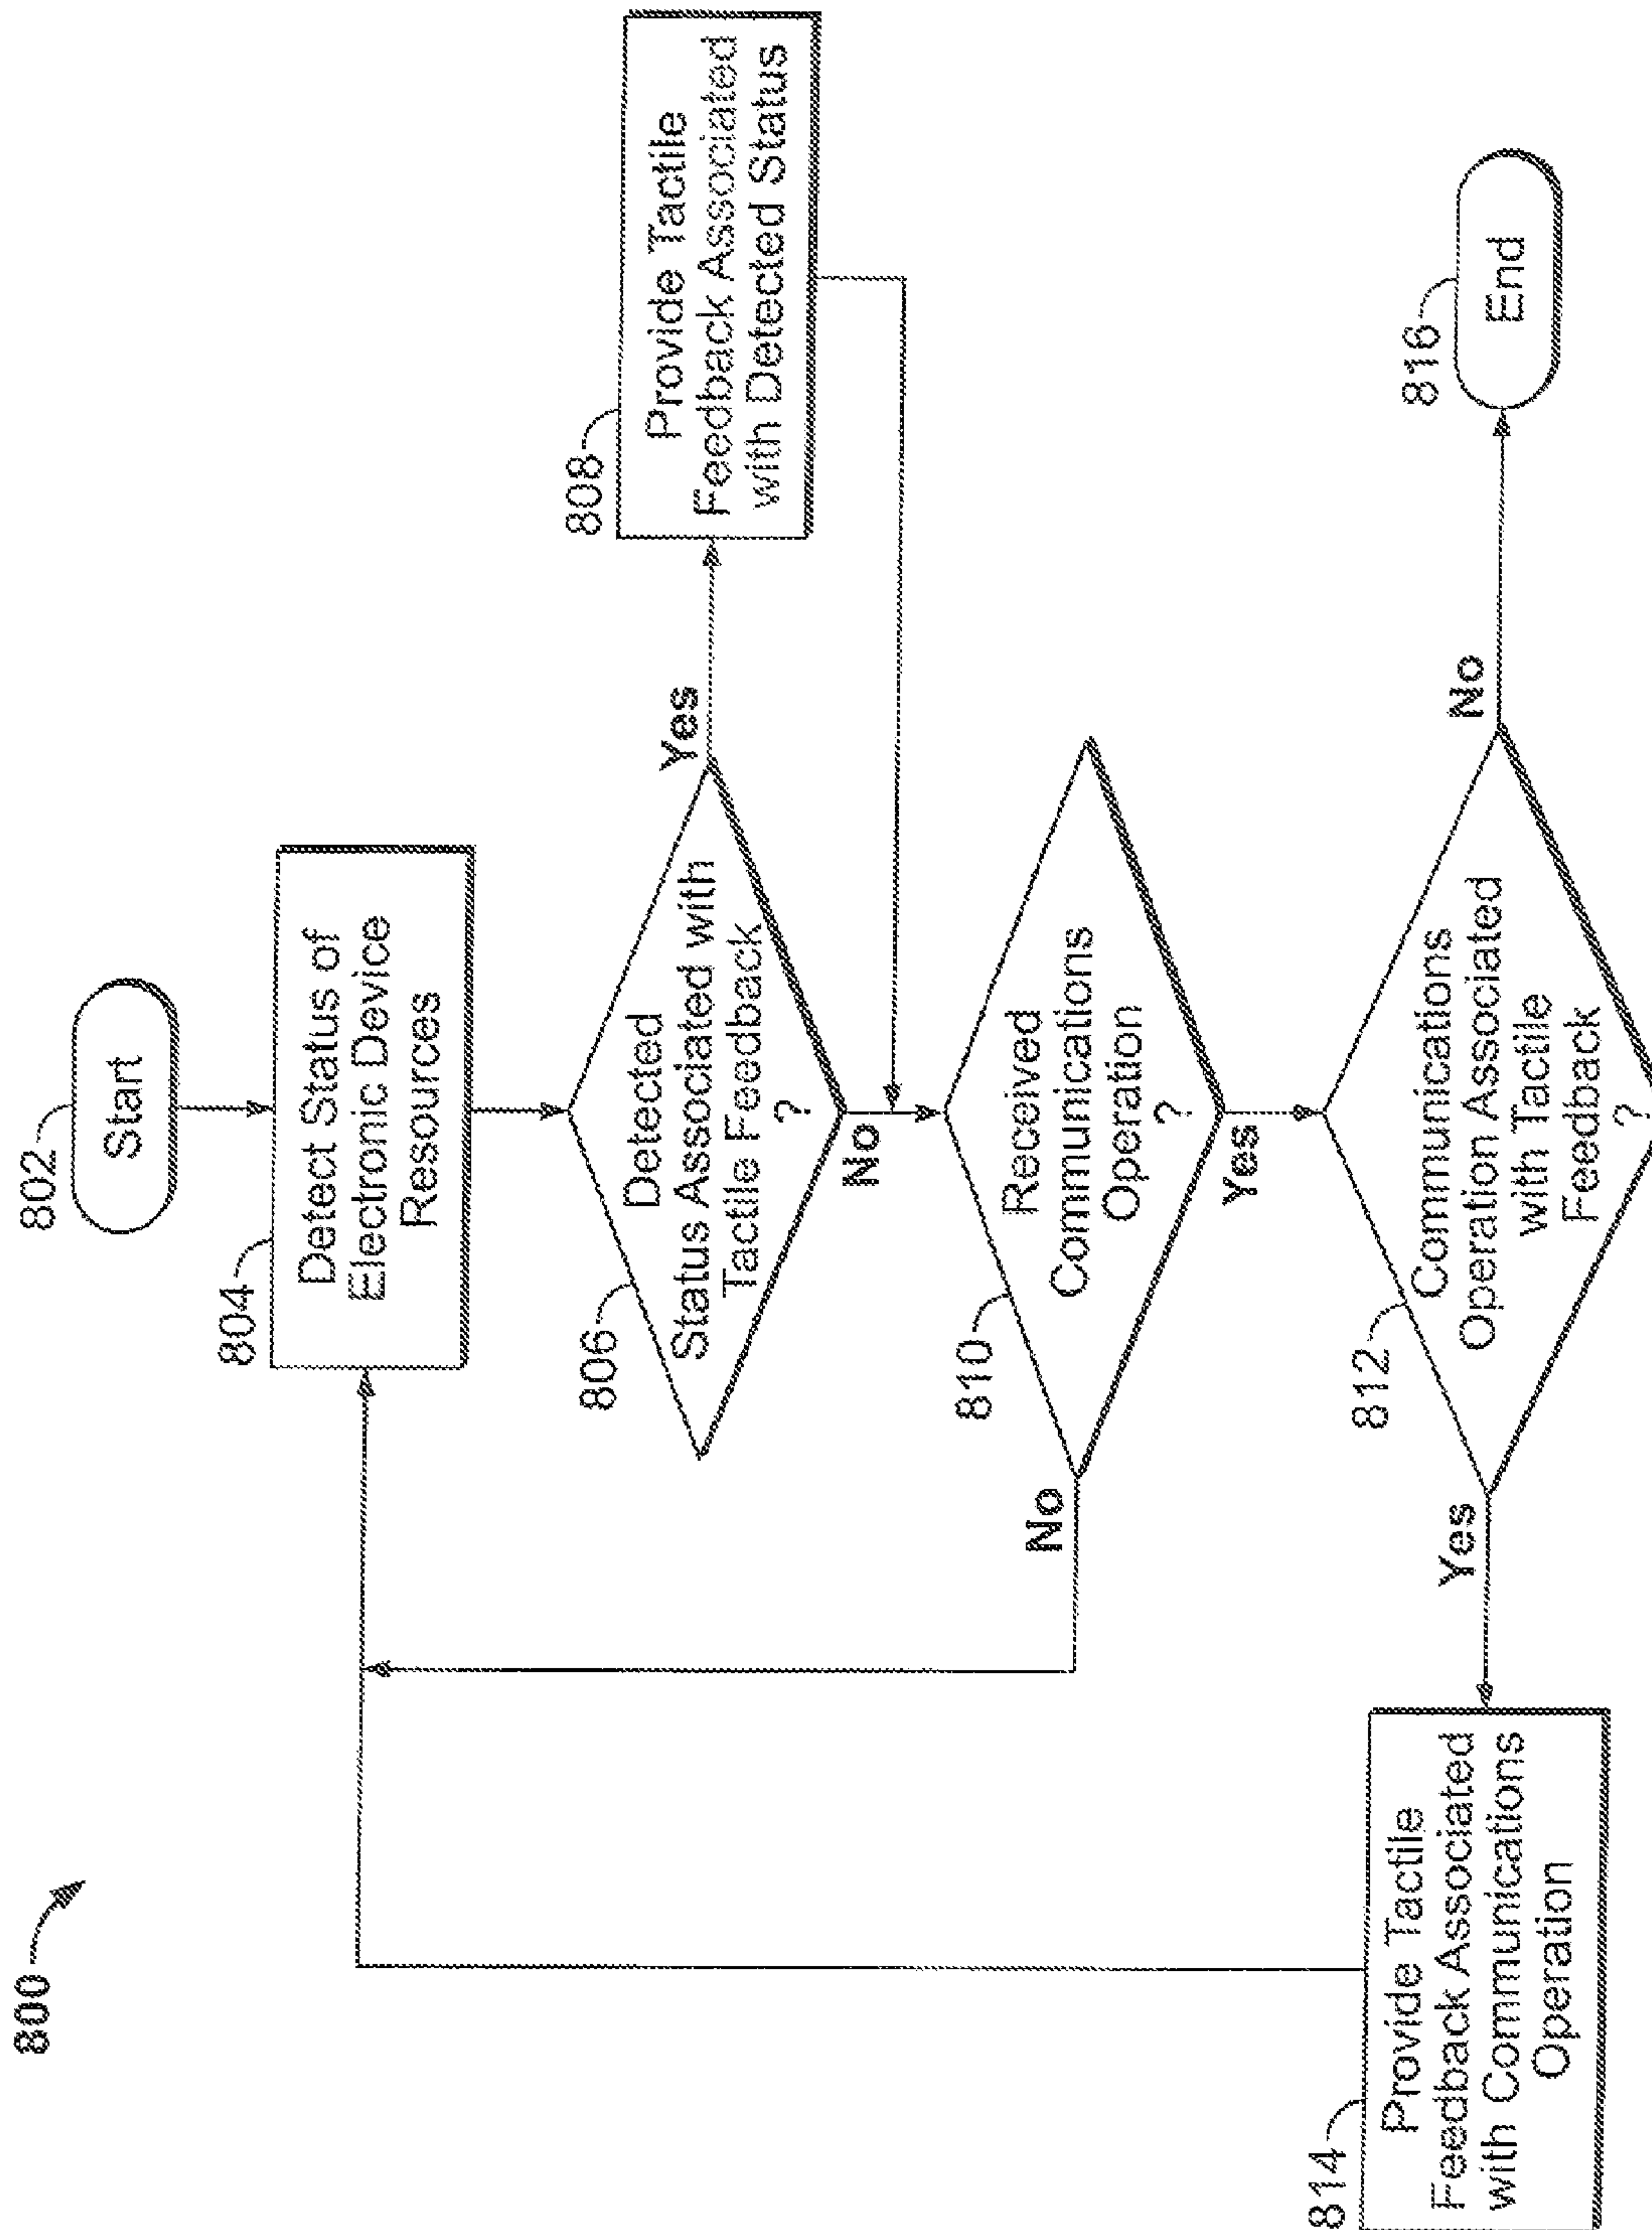 800
802
Start
804
Detect Status of
Electronic Device
Resources
806
Detected
Status Associated with
Tactile Feedback
?
Yes
No
808
Provide Tactile
Feedback Associated
with Detected Status
810
Received
Communications
Operation
?
No
Yes
812
Communications
Operation Associated
with Tactile
Feedback
?
Yes
No
814
Provide Tactile
Feedback Associated
with Communications
Operation
816
End